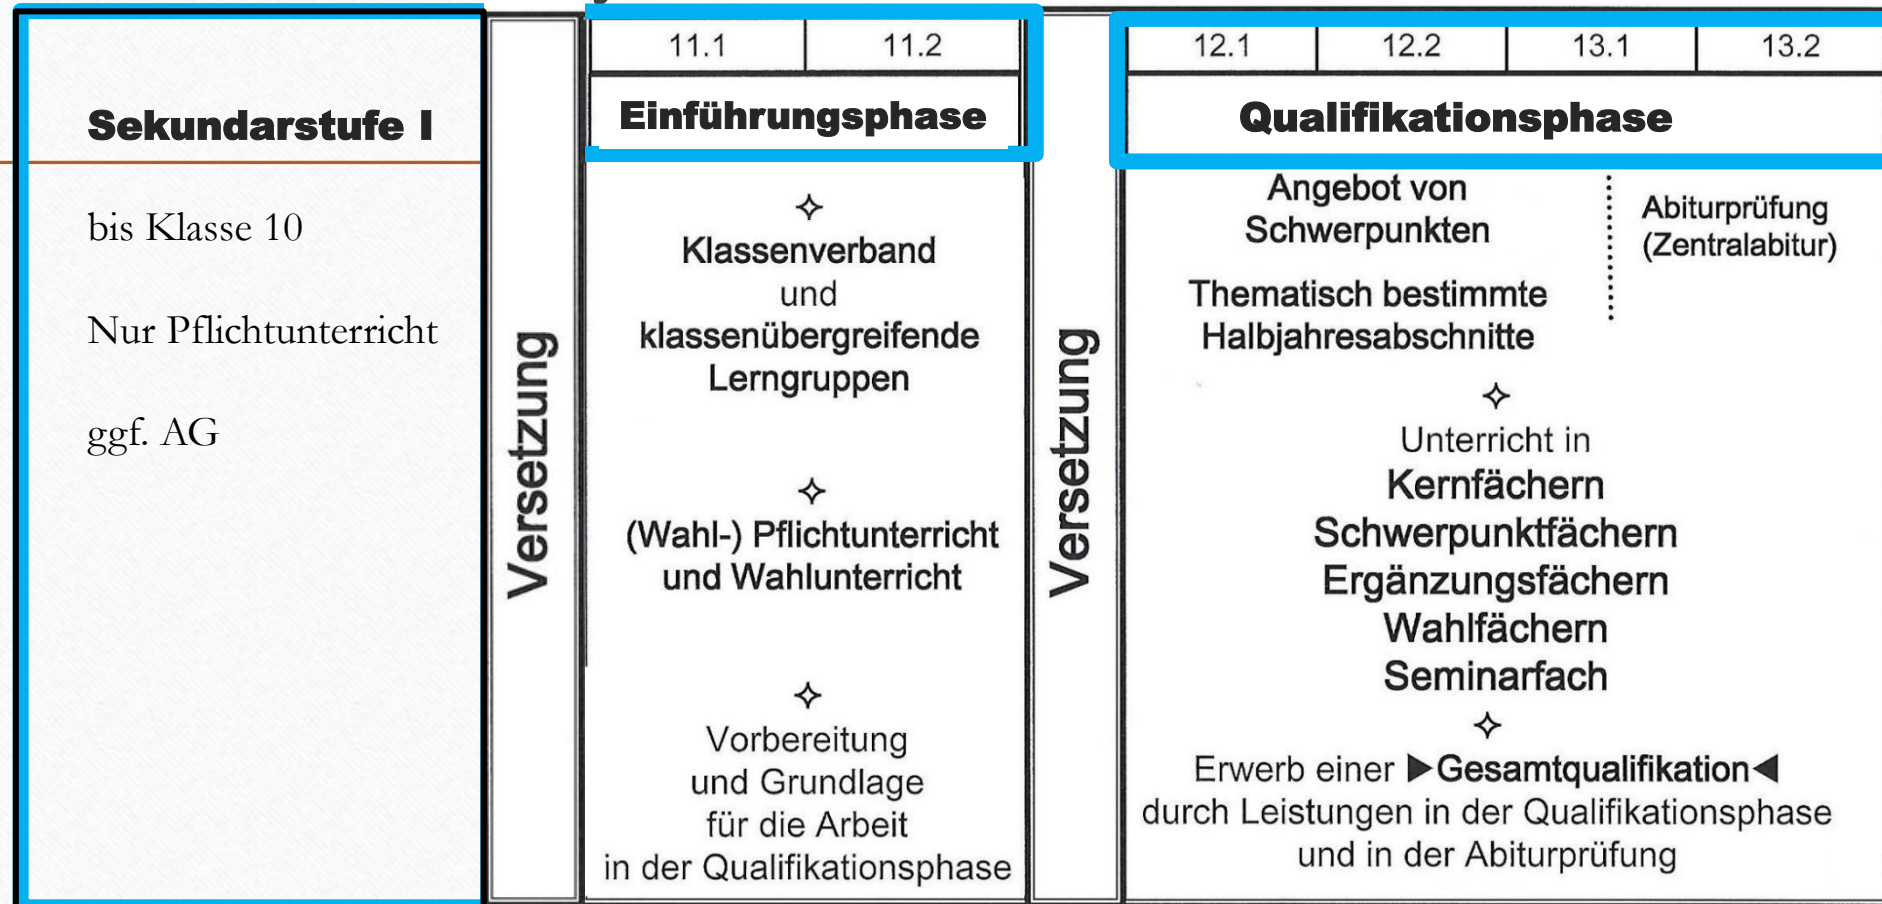 Sekundarstufe I
bis Klasse 10
Nur Pflichtunterricht
ggf. AG
Versetzung
11.1 11.2
Einführungsphase
Klassenverband
und
klassenübergreifende
Lerngruppen
(Wahl-) Pflichtunterricht
und Wahlunterricht
Vorbereitung
und Grundlage
für die Arbeit
in der Qualifikationsphase
Versetzung
12.1 12.2 13.1 13.2
Qualifikationsphase
Angebot von
Schwerpunkten
Thematisch bestimmte
Halbjahresabschnitte
Abiturprüfung
(Zentralabitur)
Unterricht in
Kernfächern
Schwerpunktfächern
Ergänzungsfächern
Wahlfächern
Seminarfach
Erwerb einer ▶Gesamtqualifikation◀
durch Leistungen in der Qualifikationsphase
und in der Abiturprüfung